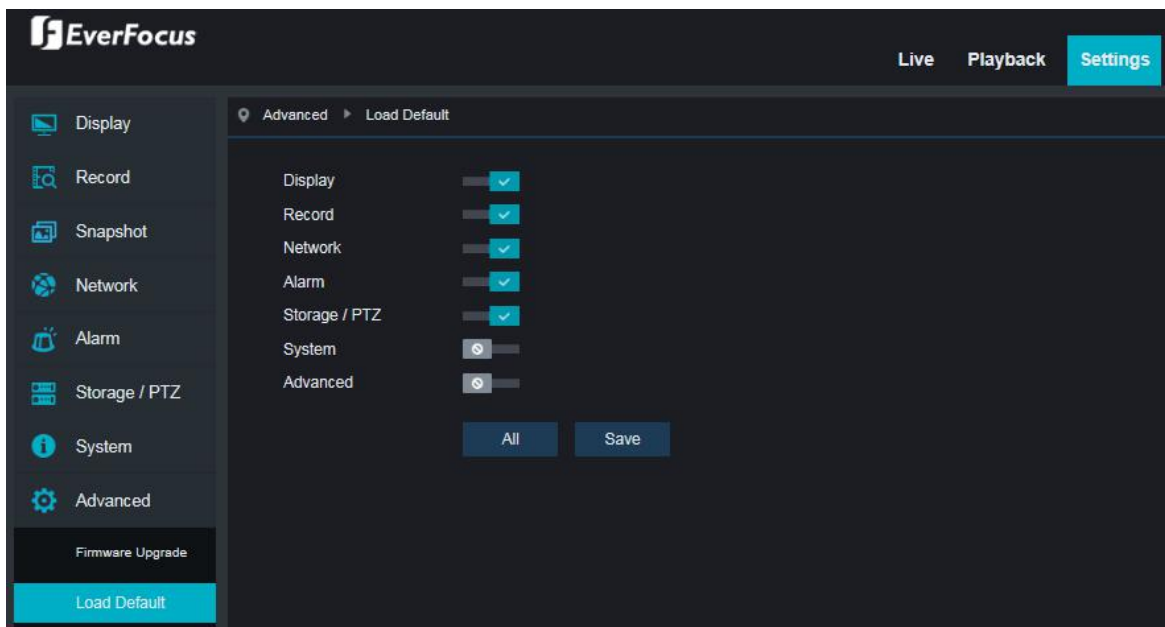 EverFocus
Live Playback Settings
Display
Record
Snapshot
Network
Alarm
Storage / PTZ
System
Advanced
Firmware Upgrade
Load Default
Advanced Load Default
Display
Record
Network
Alarm
Storage / PTZ
System
Advanced
All Save